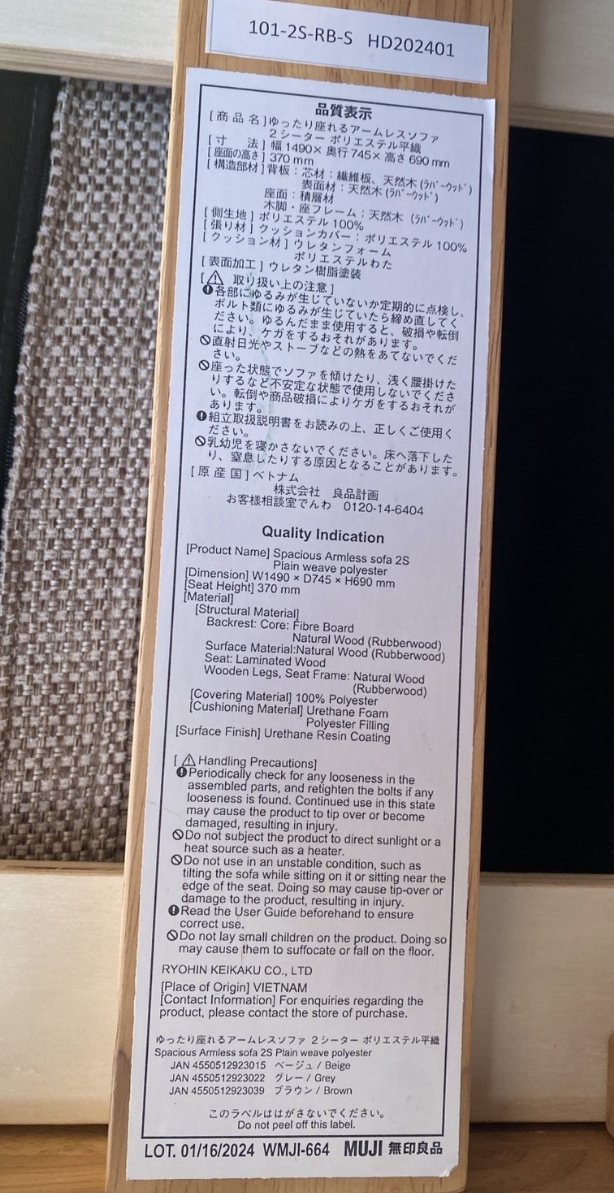 101-2S-RB-S HD202401
品質表示
[商品名]ゆったり座れるアームレスソファ
２シーター ポリエステル平織
[寸　法]幅1490×奥行745×高さ690mm
[座面の高さ]370mm
[構造部材]背板：芯材：繊維板、天然木(ﾗﾊﾞｰｳｯﾄﾞ)
表面材：天然木(ﾗﾊﾞｰｳｯﾄﾞ)
座面：積層材
木脚・座フレーム：天然木 (ﾗﾊﾞｰｳｯﾄﾞ)
[側生地]ポリエステル 100%
[張り材]クッションカバー：ポリエステル 100%
[クッション材]ウレタンフォーム
ポリエステルわた
[表面加工]ウレタン樹脂塗装
[⚠ 取り扱い上の注意]
各部にゆるみが生じていないか定期的に点検し、
ボルト類にゆるみが生じていたら締め直してく
ださい。ゆるんだまま使用すると、破損や転倒
により、ケガをするおそれがあります。
直射日光やストーブなどの熱をあてないでくだ
さい。
座った状態でソファを傾けたり、浅く腰掛けた
りするなど不安定な状態で使用しないでくださ
い。転倒や商品破損によりケガをするおそれが
あります。
組立取扱説明書をお読みの上、正しくご使用く
ださい。
乳幼児を寝かさないでください。床へ落下した
り、窒息したりする原因となることがあります。
[原産国]ベトナム
株式会社　良品計画
お客様相談室でんわ　0120-14-6404
Quality Indication
[Product Name] Spacious Armless sofa 2S
Plain weave polyester
[Dimension] W1490 × D745 × H690 mm
[Seat Height] 370 mm
[Material]
[Structural Material]
Backrest: Core: Fibre Board
Natural Wood (Rubberwood)
Surface Material:Natural Wood (Rubberwood)
Seat: Laminated Wood
Wooden Legs, Seat Frame: Natural Wood
(Rubberwood)
[Covering Material] 100% Polyester
[Cushioning Material] Urethane Foam
Polyester Filling
[Surface Finish] Urethane Resin Coating
[⚠ Handling Precautions]
Periodically check for any looseness in the
assembled parts, and retighten the bolts if any
looseness is found. Continued use in this state
may cause the product to tip over or become
damaged, resulting in injury.
Do not subject the product to direct sunlight or a
heat source such as a heater.
Do not use in an unstable condition, such as
tilting the sofa while sitting on it or sitting near the
edge of the seat. Doing so may cause tip-over or
damage to the product, resulting in injury.
Read the User Guide beforehand to ensure
correct use.
Do not lay small children on the product. Doing so
may cause them to suffocate or fall on the floor.
RYOHIN KEIKAKU CO., LTD
[Place of Origin] VIETNAM
[Contact Information] For enquiries regarding the
product, please contact the store of purchase.
ゆったり座れるアームレスソファ ２シーター ポリエステル平織
Spacious Armless sofa 2S Plain weave polyester
JAN 4550512923015 ベージュ / Beige
JAN 4550512923022 グレー / Grey
JAN 4550512923039 ブラウン / Brown
このラベルははがさないでください。
Do not peel off this label.
LOT. 01/16/2024 WMJI-664 MUJI 無印良品